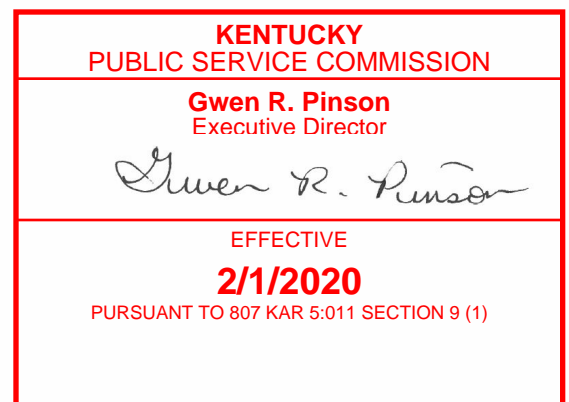 KENTUCKY
PUBLIC SERVICE COMMISSION
Gwen R. Pinson
Executive Director
Gwen R. Pinson
EFFECTIVE
2/1/2020
PURSUANT TO 807 KAR 5:011 SECTION 9 (1)